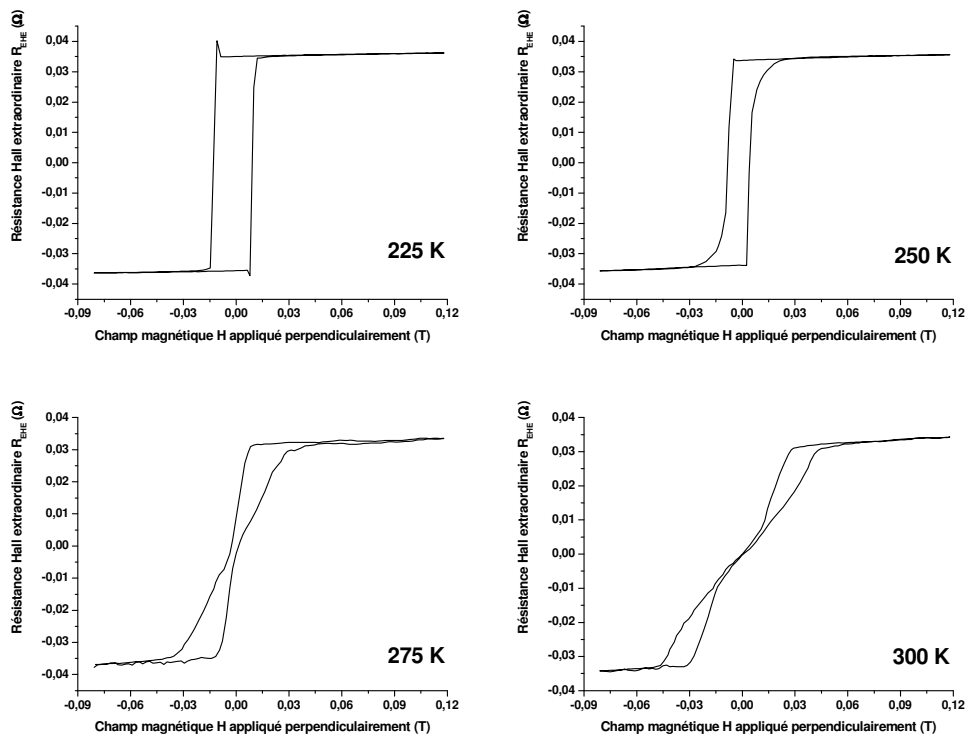 Résistance Hall extraordinaire R_EHE (Ω)
0,04
0,03
0,02
0,01
0,00
-0,01
-0,02
-0,03
-0,04
225 K
-0,09 -0,06 -0,03 0,00 0,03 0,06 0,09 0,12
Champ magnétique H appliqué perpendiculairement (T)
Résistance Hall extraordinaire R_EHE (Ω)
0,04
0,03
0,02
0,01
0,00
-0,01
-0,02
-0,03
-0,04
250 K
-0,09 -0,06 -0,03 0,00 0,03 0,06 0,09 0,12
Champ magnétique H appliqué perpendiculairement (T)
Résistance Hall extraordinaire R_EHE (Ω)
0,04
0,03
0,02
0,01
0,00
-0,01
-0,02
-0,03
-0,04
275 K
-0,09 -0,06 -0,03 0,00 0,03 0,06 0,09 0,12
Champ magnétique H appliqué perpendiculairement (T)
Résistance Hall extraordinaire R_EHE (Ω)
0,04
0,03
0,02
0,01
0,00
-0,01
-0,02
-0,03
-0,04
300 K
-0,09 -0,06 -0,03 0,00 0,03 0,06 0,09 0,12
Champ magnétique H appliqué perpendiculairement (T)